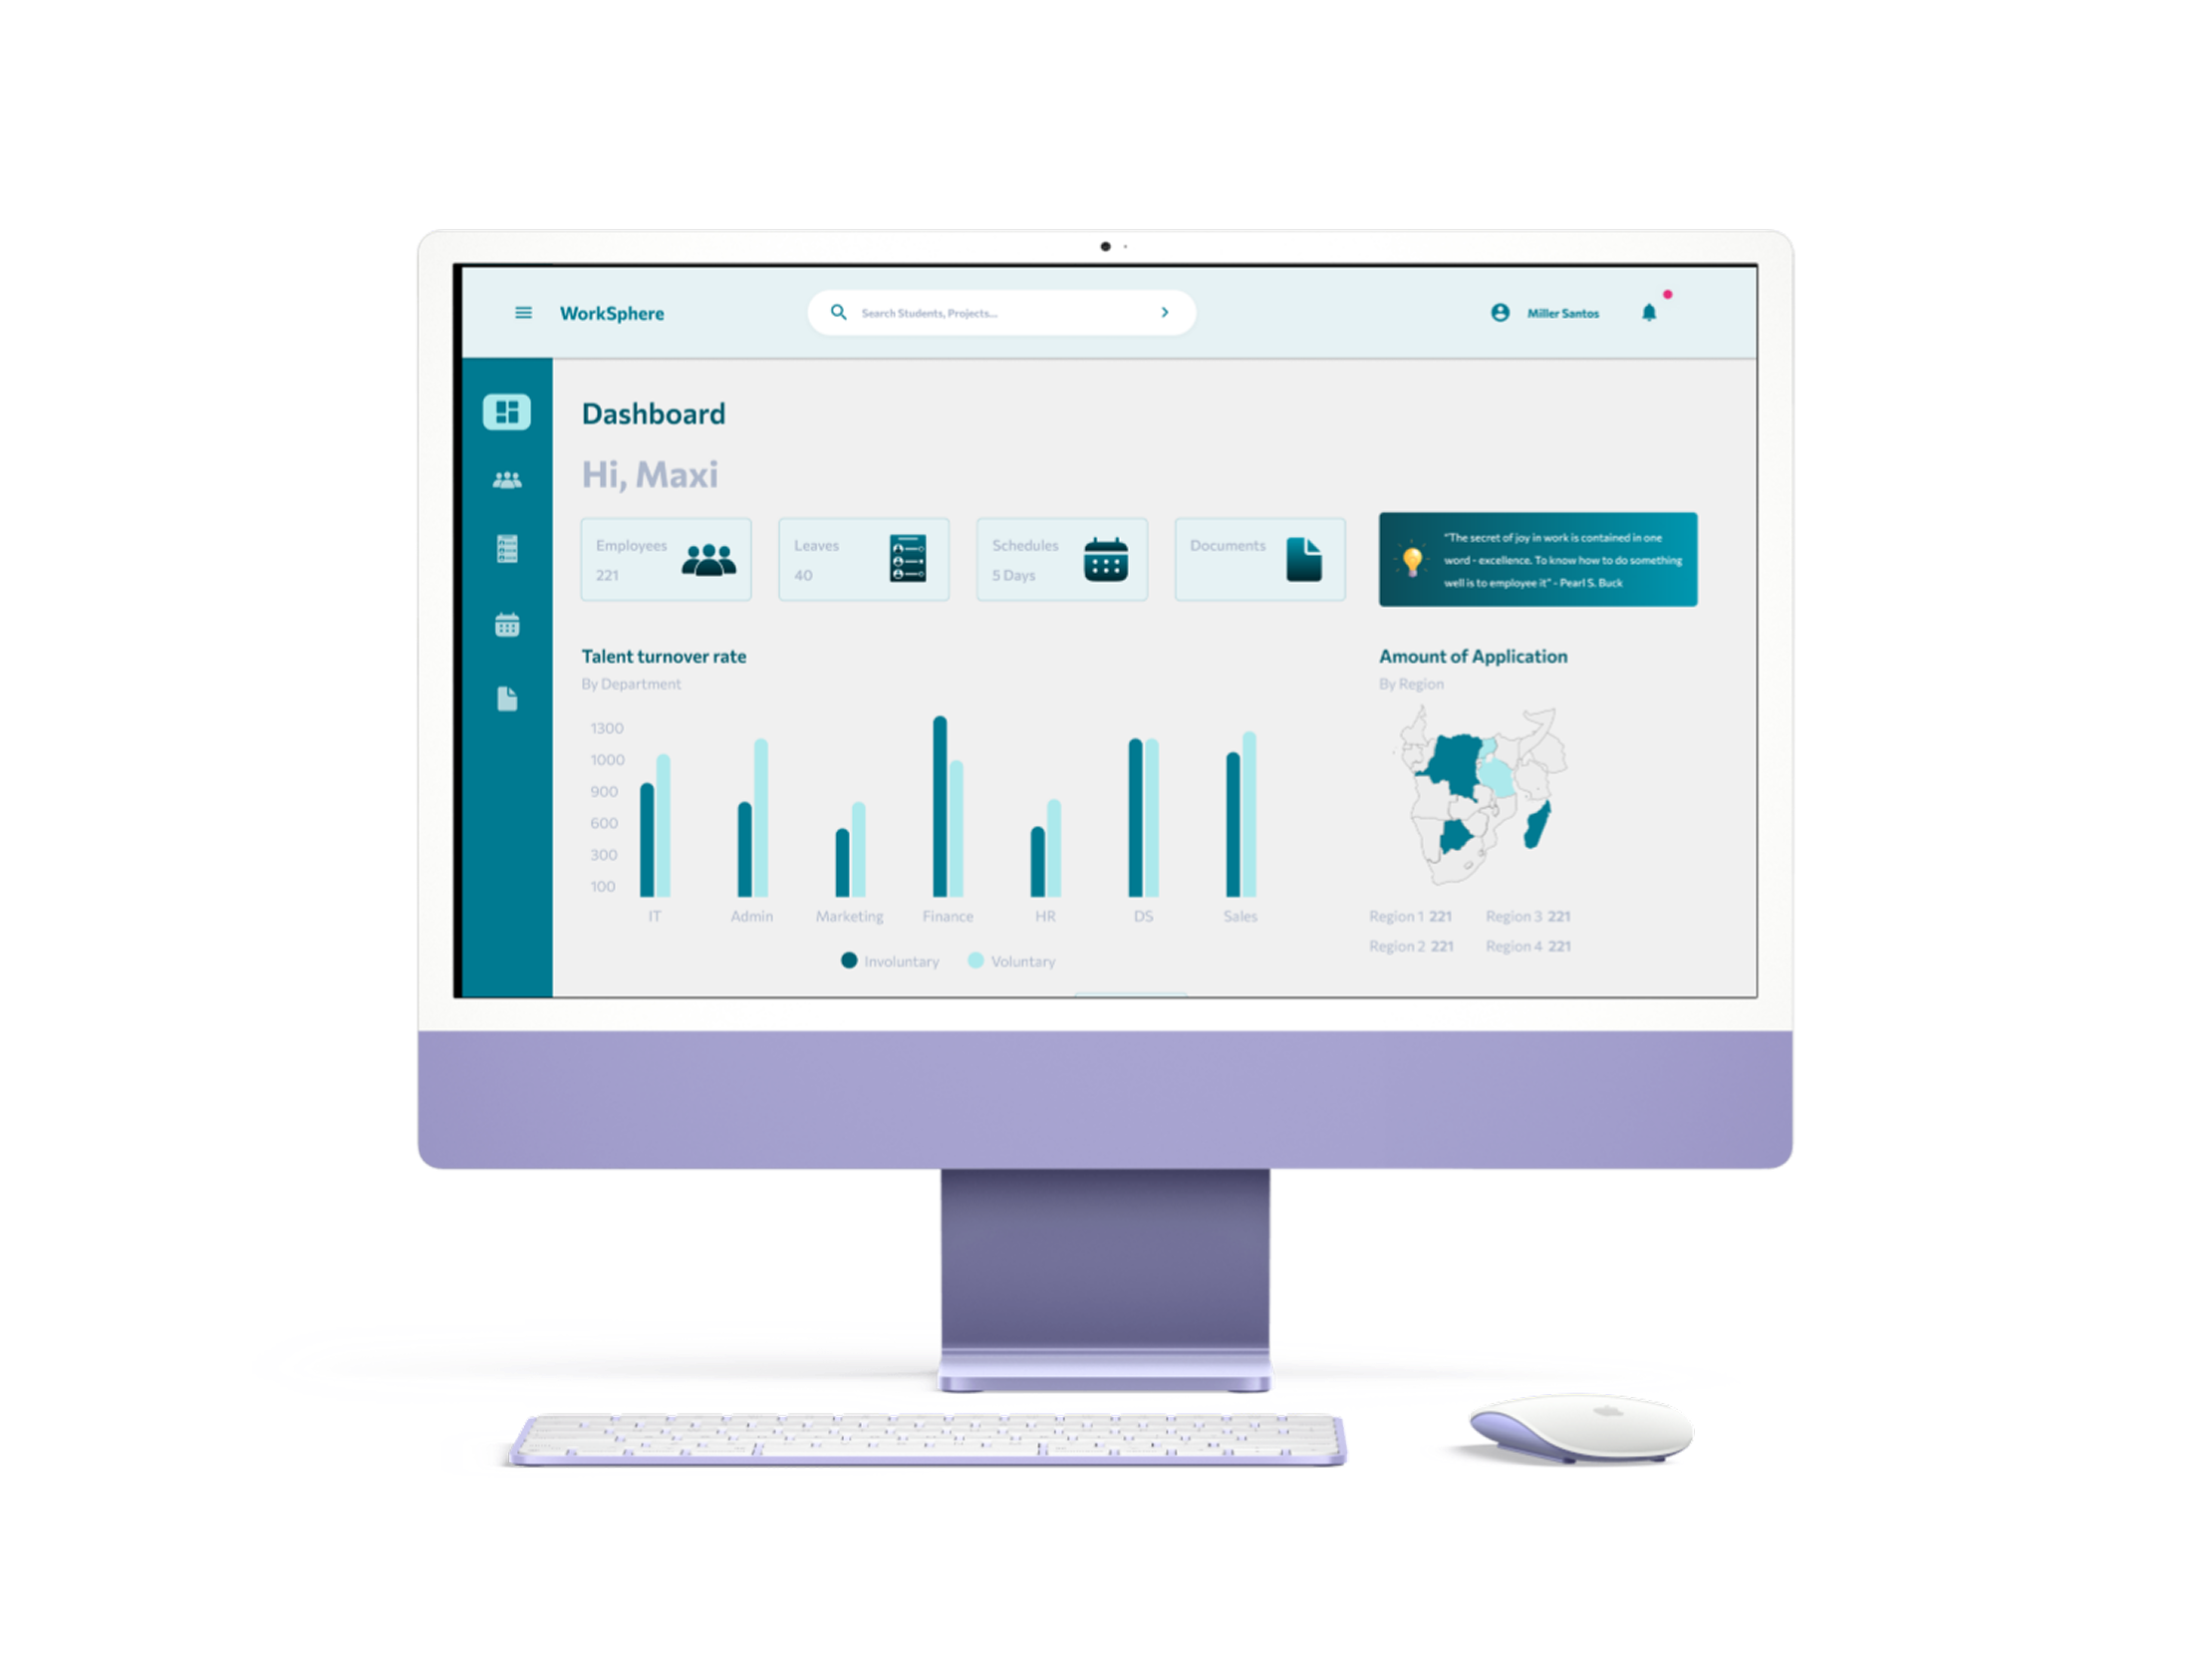 WorkSphere
Search Students, Projects...
Miller Santos
Dashboard
Hi, Maxi
Employees
221
Leaves
40
Schedules
5 Days
Documents
"The secret of joy in work is contained in one
word - excellence. To know how to do something
well is to employee it" - Pearl S. Buck
Talent turnover rate
By Department
1300
1000
900
600
300
100
IT Admin Marketing Finance HR DS Sales
Involuntary Voluntary
Amount of Application
By Region
Region 1 221 Region 3 221
Region 2 221 Region 4 221